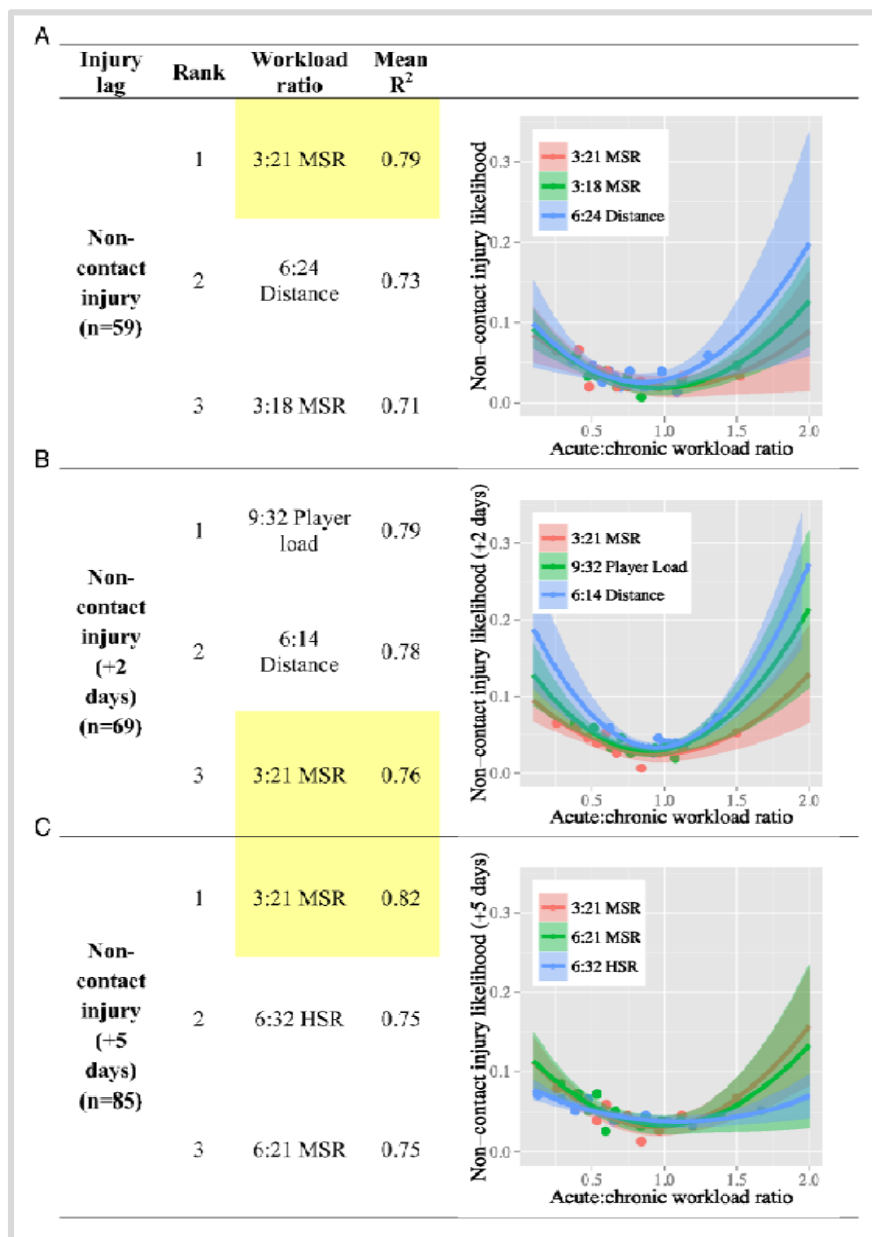 A
Injury lag Rank Workload ratio Mean R²
Non-contact injury (n=59)
1 3:21 MSR 0.79
2 6:24 Distance 0.73
3 3:18 MSR 0.71
Non-contact injury likelihood
0.3
0.2
0.1
0.0
3:21 MSR
3:18 MSR
6:24 Distance
0.5 1.0 1.5 2.0
Acute:chronic workload ratio
B
Non-contact injury (+2 days) (n=69)
1 9:32 Player load 0.79
2 6:14 Distance 0.78
3 3:21 MSR 0.76
Non-contact injury likelihood (+2 days)
0.3
0.2
0.1
0.0
3:21 MSR
9:32 Player Load
6:14 Distance
0.5 1.0 1.5 2.0
Acute:chronic workload ratio
C
Non-contact injury (+5 days) (n=85)
1 3:21 MSR 0.82
2 6:32 HSR 0.75
3 6:21 MSR 0.75
Non-contact injury likelihood (+5 days)
0.3
0.2
0.1
0.0
3:21 MSR
6:21 MSR
6:32 HSR
0.5 1.0 1.5 2.0
Acute:chronic workload ratio